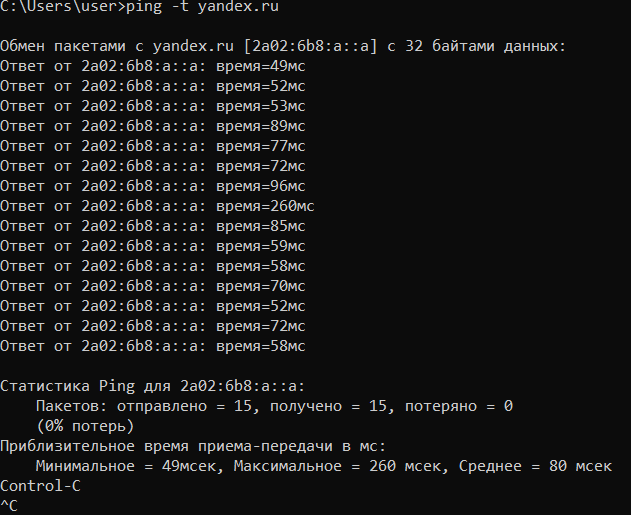 C:\Users\user>ping -t yandex.ru
Обмен пакетами с yandex.ru [2a02:6b8:a::a] с 32 байтами данных:
Ответ от 2a02:6b8:a::a: время=49мс
Ответ от 2a02:6b8:a::a: время=52мс
Ответ от 2a02:6b8:a::a: время=53мс
Ответ от 2a02:6b8:a::a: время=89мс
Ответ от 2a02:6b8:a::a: время=77мс
Ответ от 2a02:6b8:a::a: время=72мс
Ответ от 2a02:6b8:a::a: время=96мс
Ответ от 2a02:6b8:a::a: время=260мс
Ответ от 2a02:6b8:a::a: время=85мс
Ответ от 2a02:6b8:a::a: время=59мс
Ответ от 2a02:6b8:a::a: время=58мс
Ответ от 2a02:6b8:a::a: время=70мс
Ответ от 2a02:6b8:a::a: время=52мс
Ответ от 2a02:6b8:a::a: время=72мс
Ответ от 2a02:6b8:a::a: время=58мс
Статистика Ping для 2a02:6b8:a::a:
Пакетов: отправлено = 15, получено = 15, потеряно = 0
(0% потерь)
Приблизительное время приема-передачи в мс:
Минимальное = 49мсек, Максимальное = 260 мсек, Среднее = 80 мсек
Control-C
^C